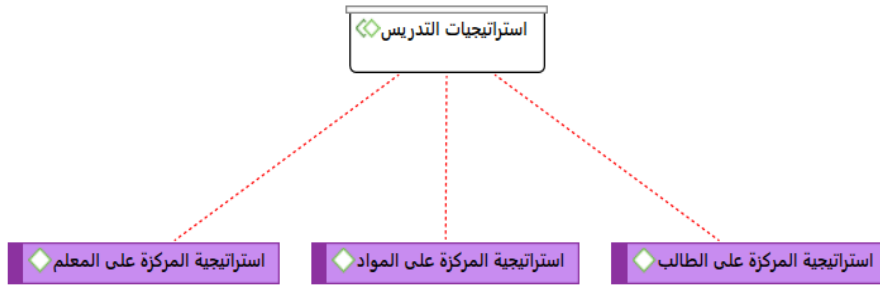 استراتيجيات التدريس
استراتيجية المركزة على الطالب
استراتيجية المركزة على المواد
استراتيجية المركزة على المعلم